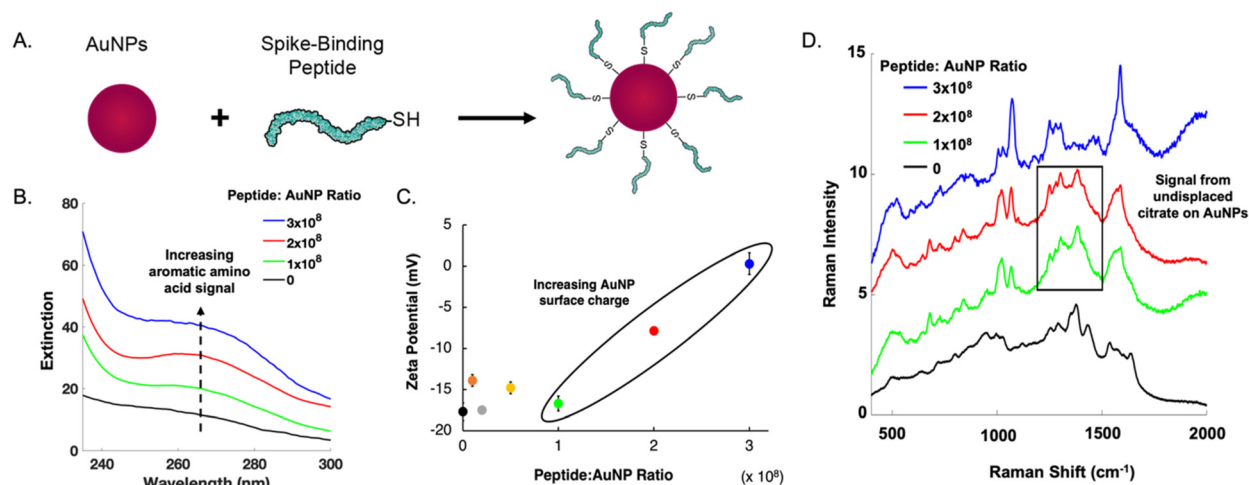 A.
AuNPs
+
Spike-Binding
Peptide
SH
S
S
S
S
S
S
S
S
B.
Peptide: AuNP Ratio
3x10⁸
2x10⁸
1x10⁸
0
Increasing
aromatic amino
acid signal
Extinction
80
60
40
20
0
240
260
280
300
Wavelength (nm)
C.
Increasing AuNP
surface charge
Zeta Potential (mV)
5
0
-5
-10
-15
-20
0
1
2
3
Peptide:AuNP Ratio
(x 10⁸)
D.
Peptide: AuNP Ratio
3x10⁸
2x10⁸
1x10⁸
0
Signal from
undisplaced
citrate on AuNPs
Raman Intensity
15
10
5
0
500
1000
1500
2000
Raman Shift (cm⁻¹)